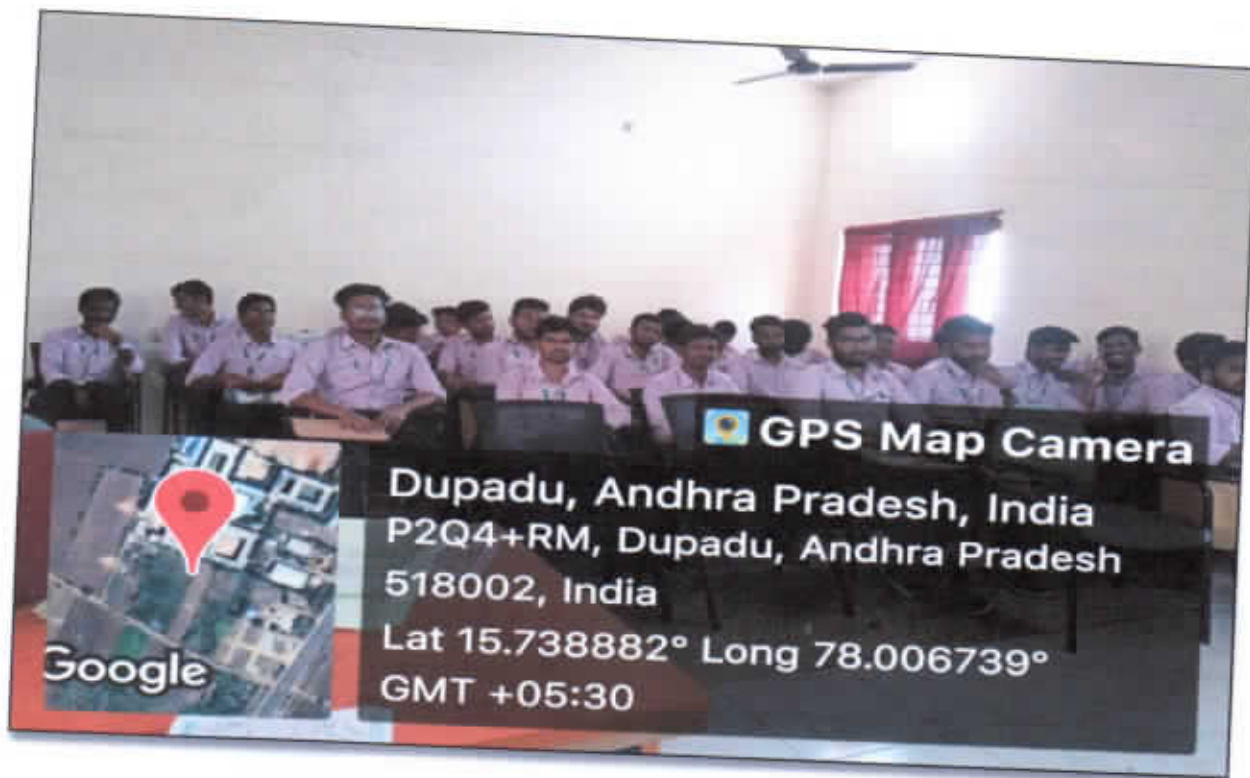 GPS Map Camera
Dupadu, Andhra Pradesh, India
P2Q4+RM, Dupadu, Andhra Pradesh
518002, India
Lat 15.738882° Long 78.006739°
GMT +05:30
Google